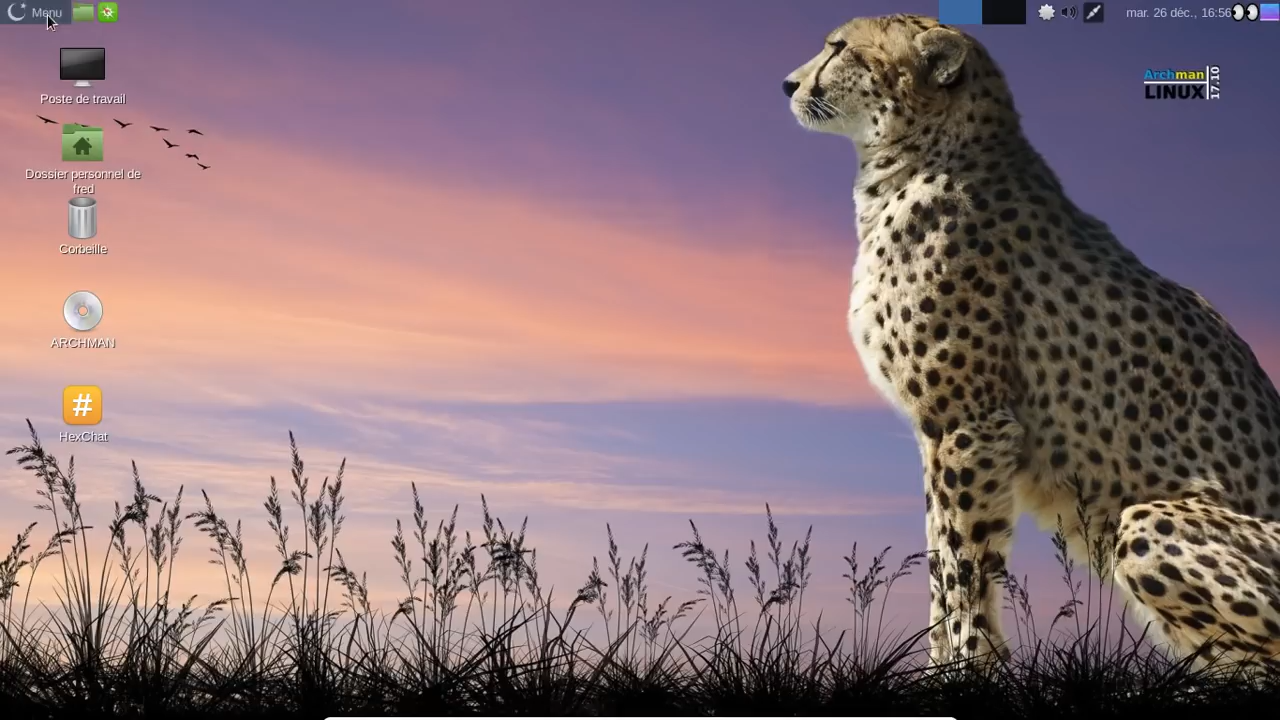 Menu
mar. 26 déc., 16:56
Poste de travail
Archman
LINUX
17.10
Dossier personnel de
fred
Corbeille
ARCHMAN
#
HexChat